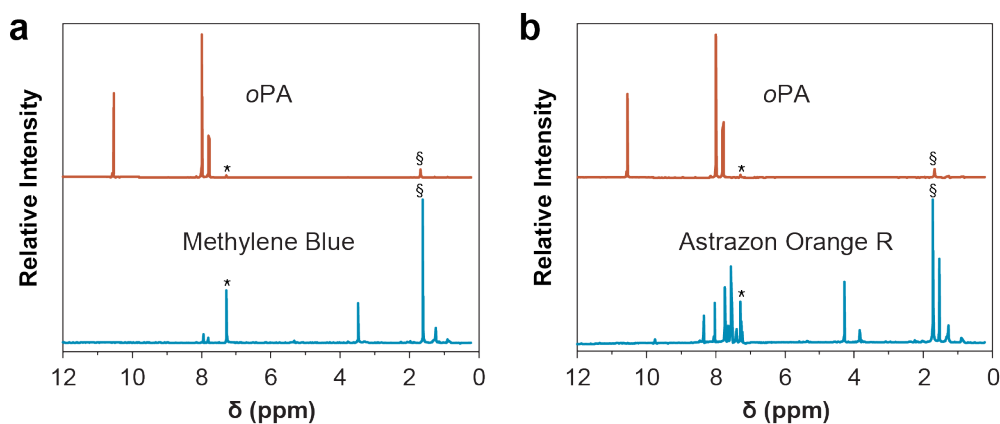 a
oPA
*
§
§
Methylene Blue
*
Relative Intensity
12 10 8 6 4 2 0
δ (ppm)
b
oPA
*
§
§
Astrazon Orange R
*
Relative Intensity
12 10 8 6 4 2 0
δ (ppm)